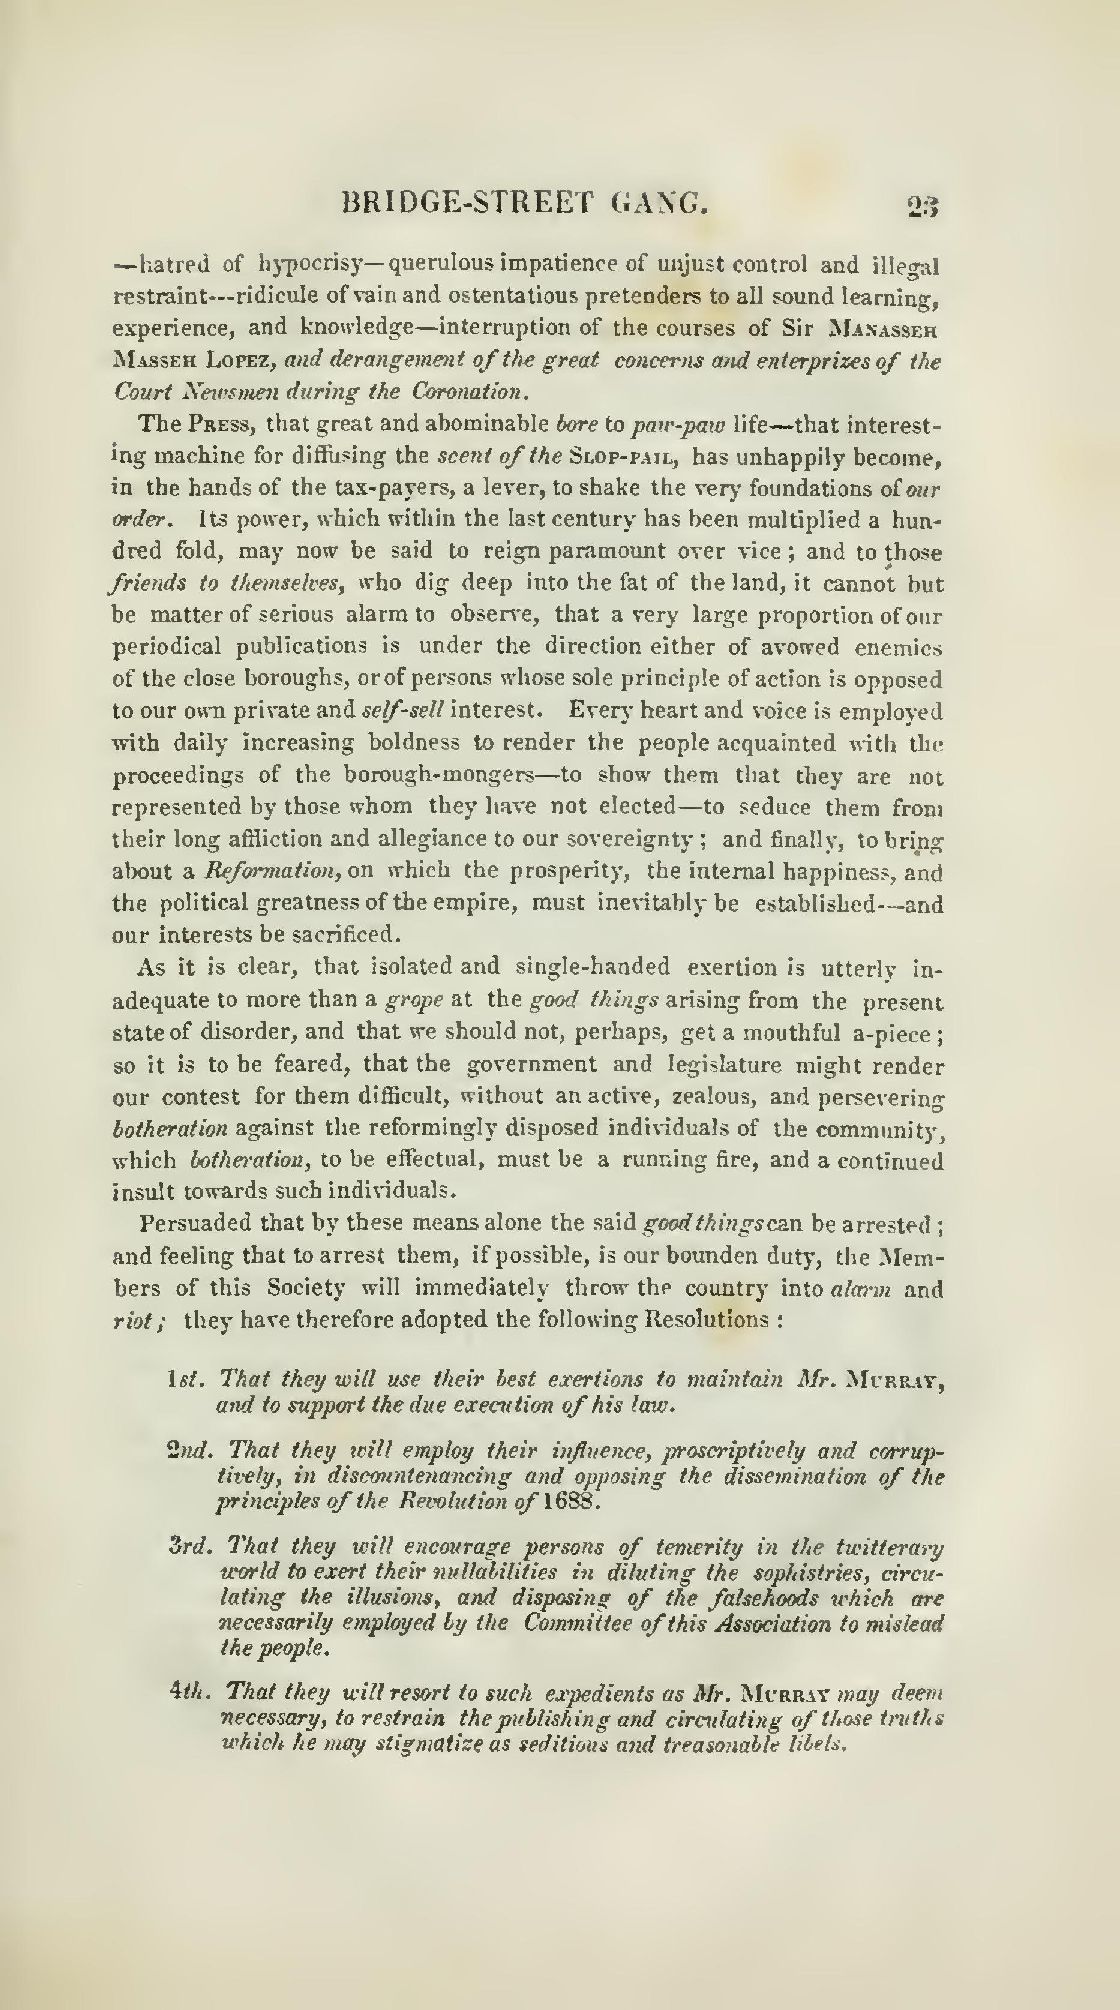 BRIDGE-STREET GANG. 23
—hatred of hypocrisy—querulous impatience of unjust control and illegal
restraint—ridicule of vain and ostentatious pretenders to all sound learning,
experience, and knowledge—interruption of the courses of Sir MANASSEH
MASSEH LOPEZ, and derangement of the great concerns and enterprizes of the
Court Newsmen during the Coronation.
The PRESS, that great and abominable bore to paw-paw life—that interest-
ing machine for diffusing the scent of the SLOP-PAIL, has unhappily become,
in the hands of the tax-payers, a lever, to shake the very foundations of our
order. Its power, which within the last century has been multiplied a hun-
dred fold, may now be said to reign paramount over vice; and to those
friends to themselves, who dig deep into the fat of the land, it cannot but
be matter of serious alarm to observe, that a very large proportion of our
periodical publications is under the direction either of avowed enemies
of the close boroughs, or of persons whose sole principle of action is opposed
to our own private and self-sell interest. Every heart and voice is employed
with daily increasing boldness to render the people acquainted with the
proceedings of the borough-mongers—to show them that they are not
represented by those whom they have not elected—to seduce them from
their long affliction and allegiance to our sovereignty; and finally, to bring
about a Reformation, on which the prosperity, the internal happiness, and
the political greatness of the empire, must inevitably be established—and
our interests be sacrificed.
As it is clear, that isolated and single-handed exertion is utterly in-
adequate to more than a grope at the good things arising from the present
state of disorder, and that we should not, perhaps, get a mouthful a-piece;
so it is to be feared, that the government and legislature might render
our contest for them difficult, without an active, zealous, and persevering
botheration against the reformingly disposed individuals of the community,
which botheration, to be effectual, must be a running fire, and a continued
insult towards such individuals.
Persuaded that by these means alone the said good things can be arrested;
and feeling that to arrest them, if possible, is our bounden duty, the Mem-
bers of this Society will immediately throw the country into alarm and
riot; they have therefore adopted the following Resolutions:
1st. That they will use their best exertions to maintain Mr. MURRAY,
and to support the due execution of his law.
2nd. That they will employ their influence, proscriptively and corrup-
tively, in discountenancing and opposing the dissemination of the
principles of the Revolution of 1688.
3rd. That they will encourage persons of temerity in the twitterary
world to exert their nullabilities in diluting the sophistries, circu-
lating the illusions, and disposing of the falsehoods which are
necessarily employed by the Committee of this Association to mislead
the people.
4th. That they will resort to such expedients as Mr. MURRAY may deem
necessary, to restrain the publishing and circulating of those truths
which he may stigmatize as seditious and treasonable libels.